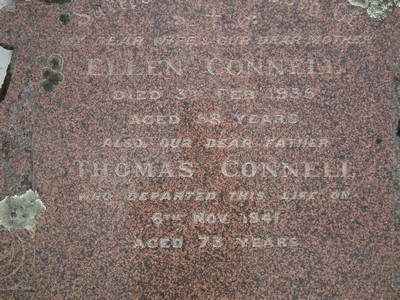 MY DEAR WIFE & OUR DEAR MOTHER
ELLEN CONNELL
DIED 3RD FEB 1935
AGED 58 YEARS
ALSO OUR DEAR FATHER
THOMAS CONNELL
WHO DEPARTED THIS LIFE ON
6TH NOV. 1941
AGED 73 YEARS